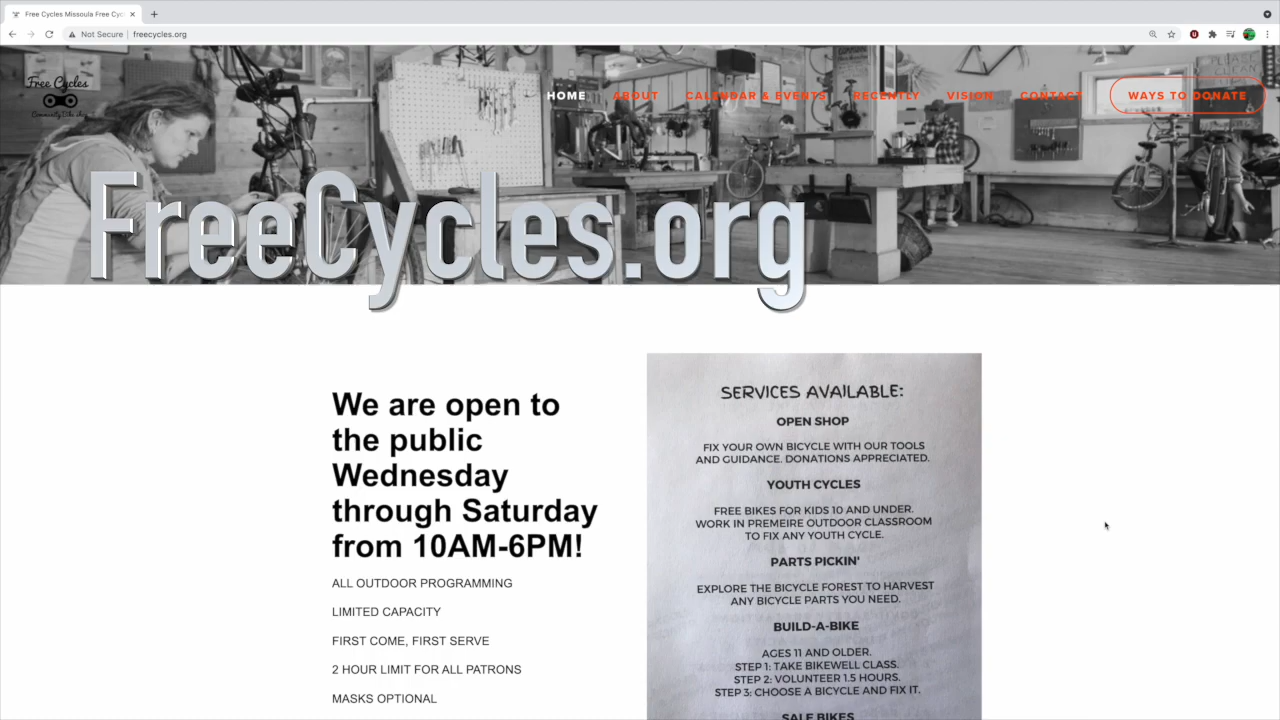 Free Cycles Missoula Free Cyc
Not Secure | freecycles.org
Free Cycles
Community Bike Shop
HOME
ABOUT
CALENDAR & EVENTS
RECENTLY
VISION
CONTACT
WAYS TO DONATE
FreeCycles.org
We are open to
the public
Wednesday
through Saturday
from 10AM-6PM!
ALL OUTDOOR PROGRAMMING
LIMITED CAPACITY
FIRST COME, FIRST SERVE
2 HOUR LIMIT FOR ALL PATRONS
MASKS OPTIONAL
SERVICES AVAILABLE:
OPEN SHOP
FIX YOUR OWN BICYCLE WITH OUR TOOLS
AND GUIDANCE. DONATIONS APPRECIATED.
YOUTH CYCLES
FREE BIKES FOR KIDS 10 AND UNDER.
WORK IN PREMEIRE OUTDOOR CLASSROOM
TO FIX ANY YOUTH CYCLE.
PARTS PICKIN'
EXPLORE THE BICYCLE FOREST TO HARVEST
ANY BICYCLE PARTS YOU NEED.
BUILD-A-BIKE
AGES 11 AND OLDER.
STEP 1: TAKE BIKEWELL CLASS.
STEP 2: VOLUNTEER 1.5 HOURS.
STEP 3: CHOOSE A BICYCLE AND FIX IT.
SALE BIKES